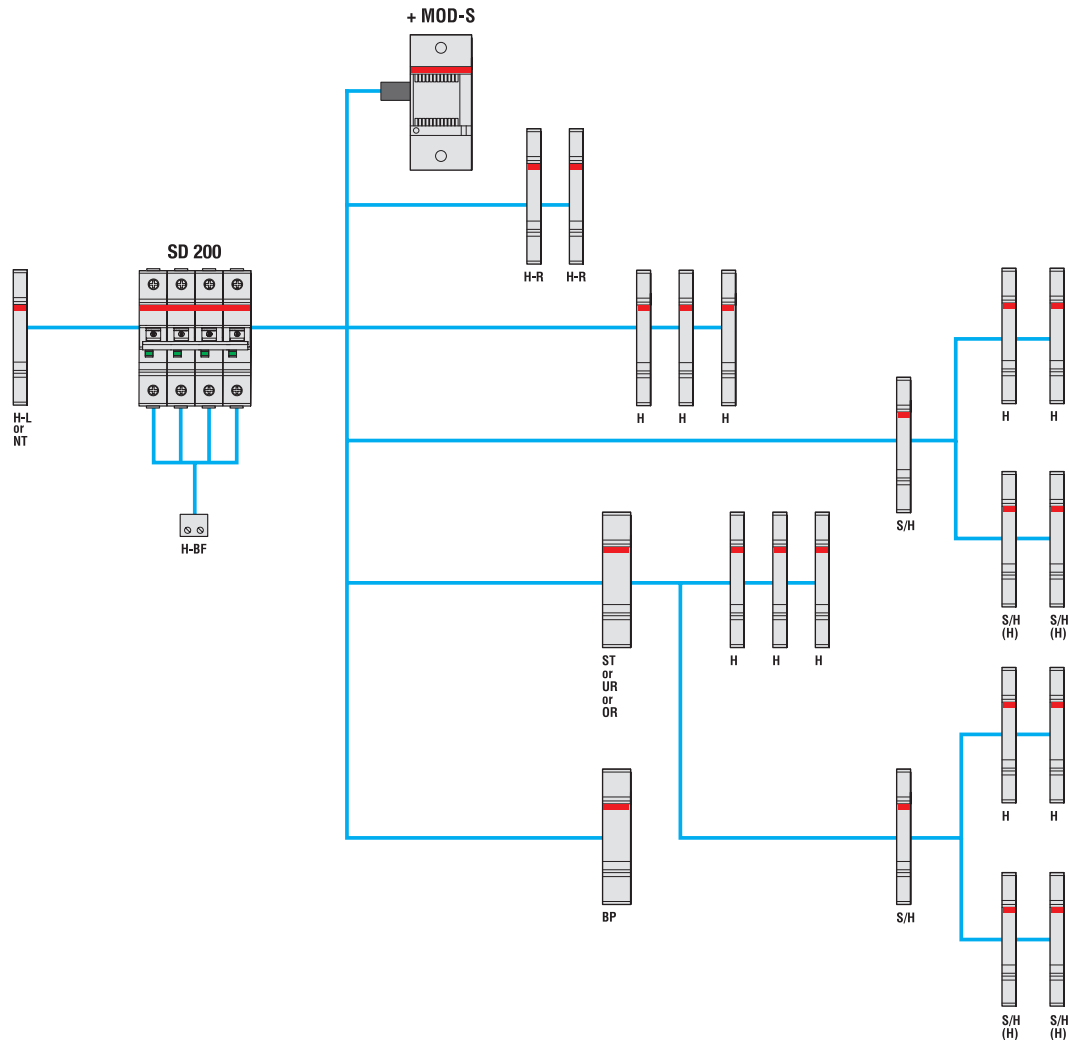 + MOD-S
H-R
H-R
SD 200
H-L
or
NT
H-BF
H
H
H
H
H
S/H
S/H
(H)
S/H
(H)
ST
or
UR
or
OR
H
H
H
H
H
BP
S/H
S/H
(H)
S/H
(H)